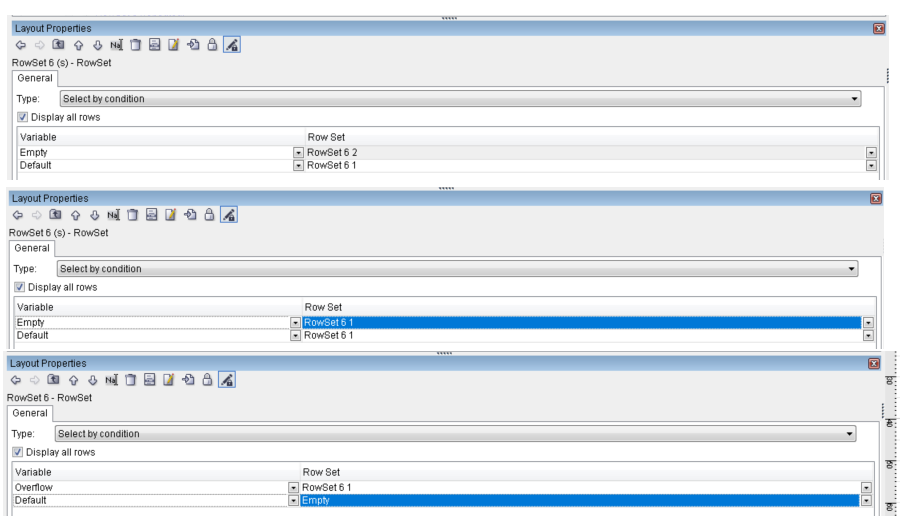 Layout Properties
RowSet 6 (s) - RowSet
General
Type: Select by condition
Display all rows
Variable Row Set
Empty RowSet 6 2
Default RowSet 6 1
Layout Properties
RowSet 6 (s) - RowSet
General
Type: Select by condition
Display all rows
Variable Row Set
Empty RowSet 6 1
Default RowSet 6 1
Layout Properties
RowSet 6 - RowSet
General
Type: Select by condition
Display all rows
Variable Row Set
Overflow RowSet 6 1
Default Empty